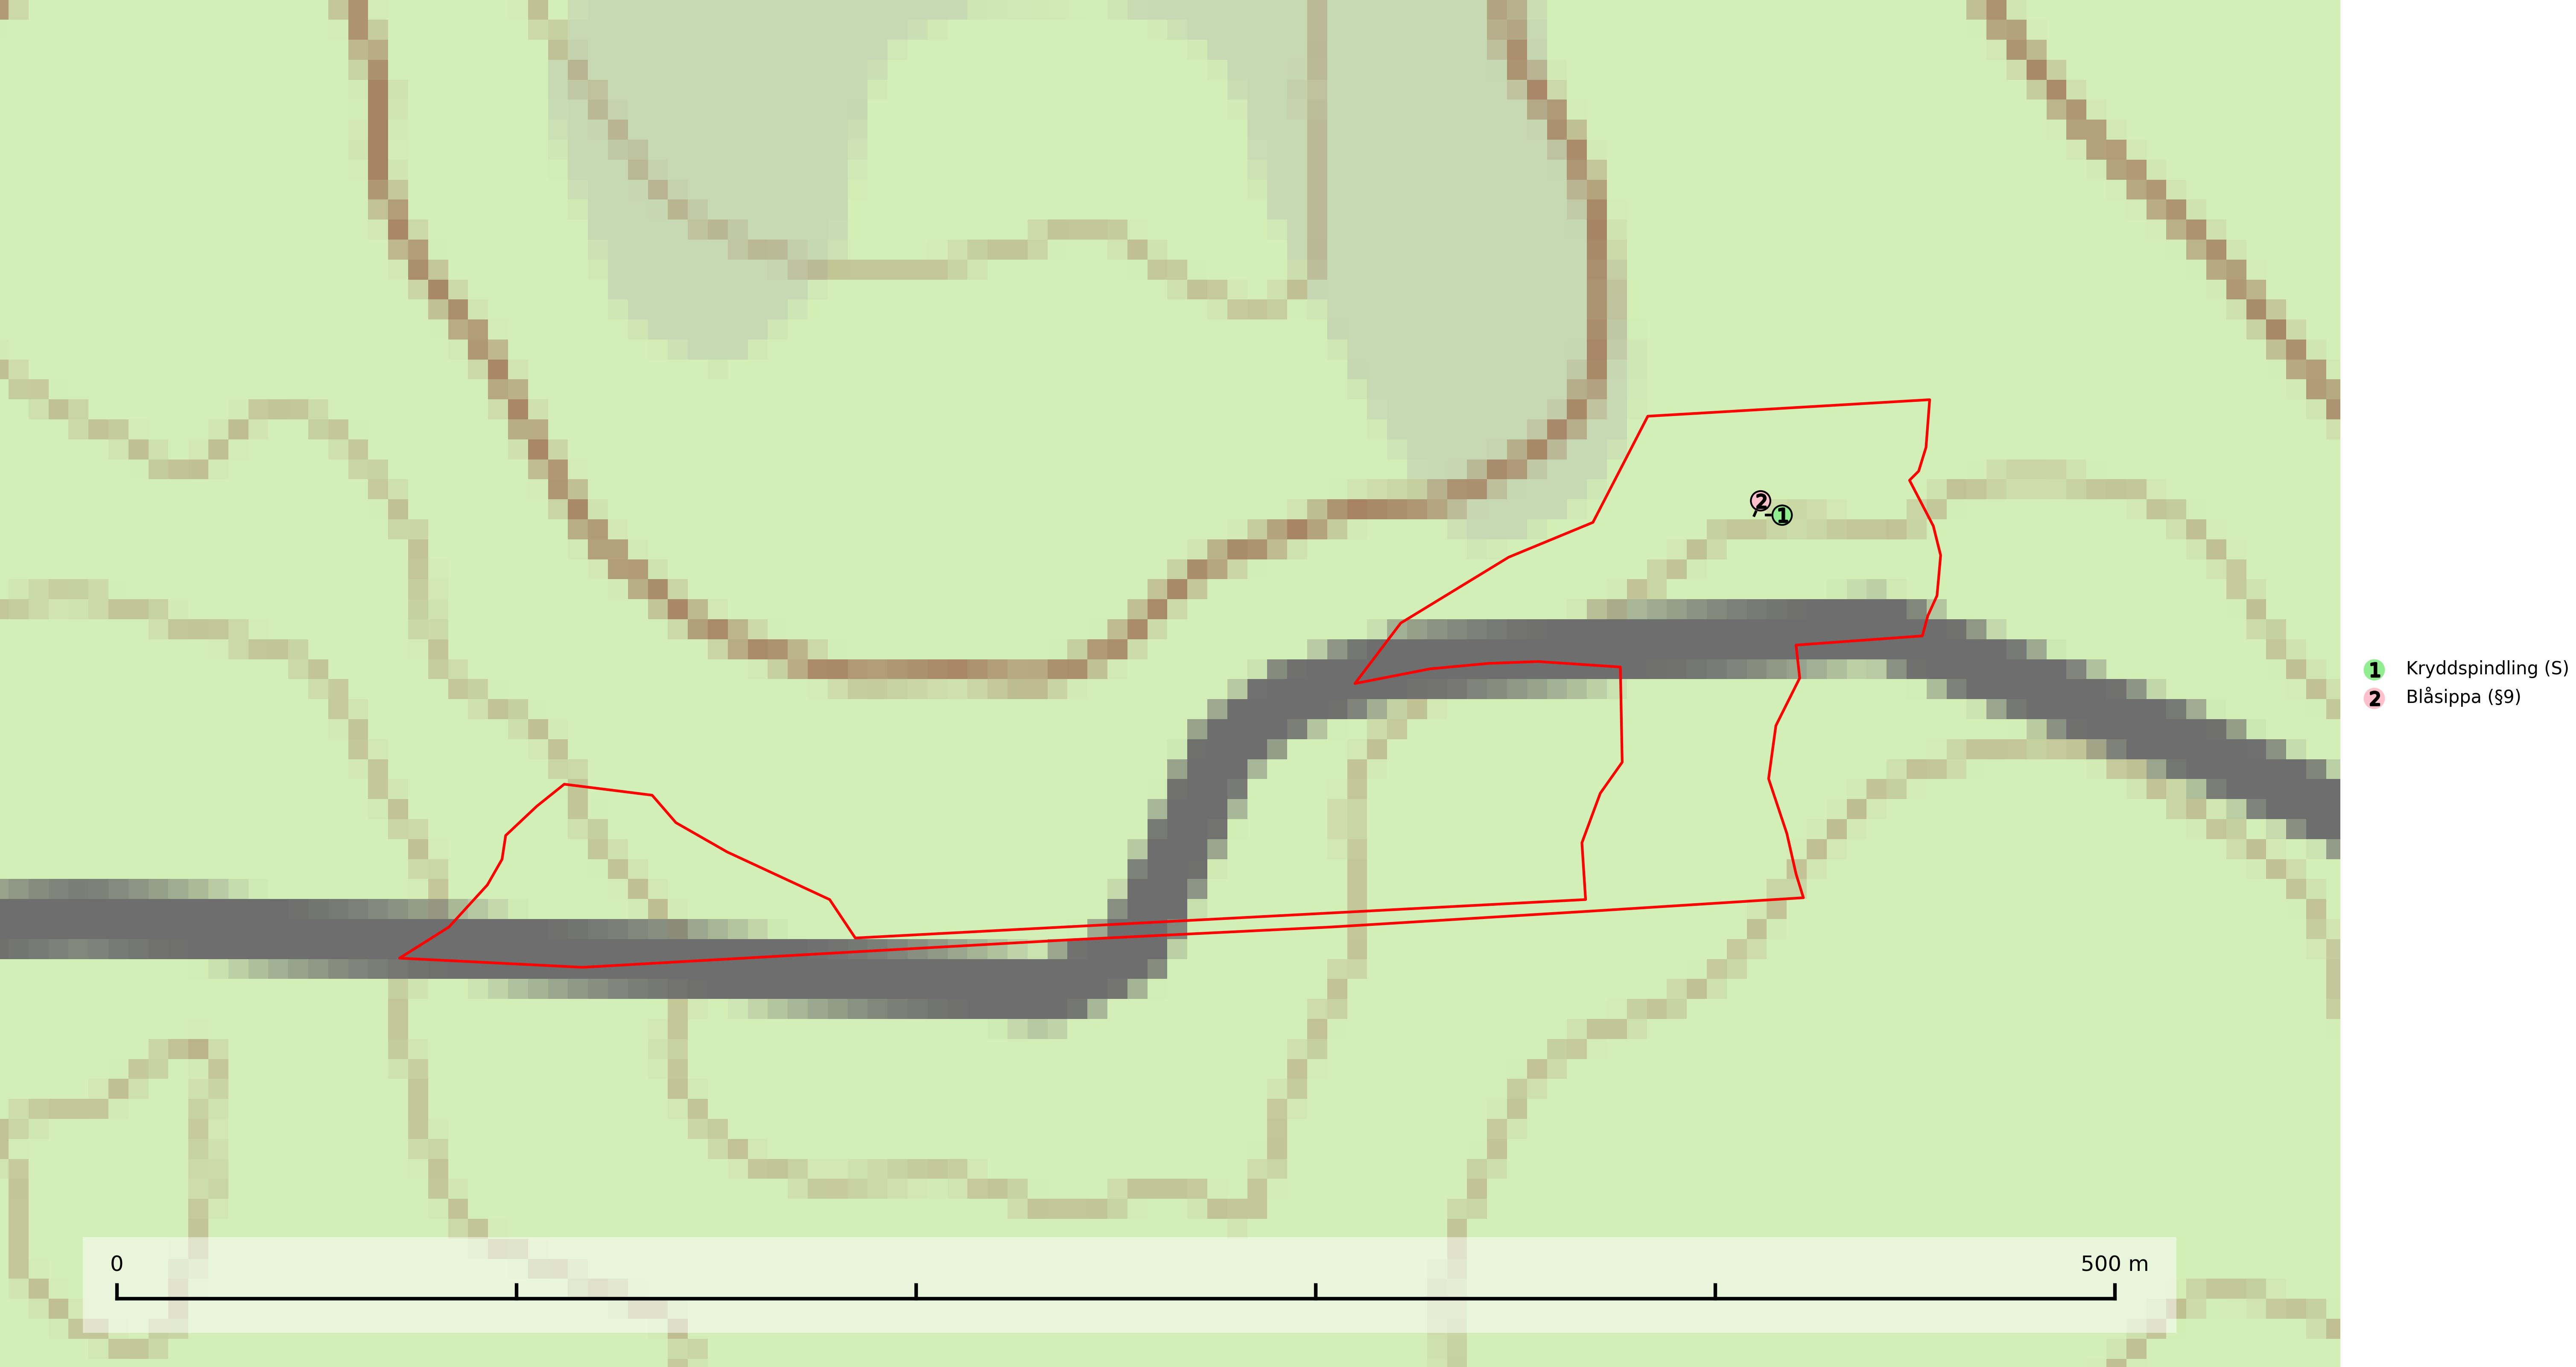 2
1
1 Kryddspindling (S)
2 Blåsippa (§9)
0 500 m